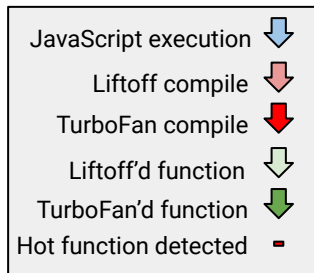 JavaScript execution
Liftoff compile
TurboFan compile
Liftoff’d function
TurboFan’d function
Hot function detected